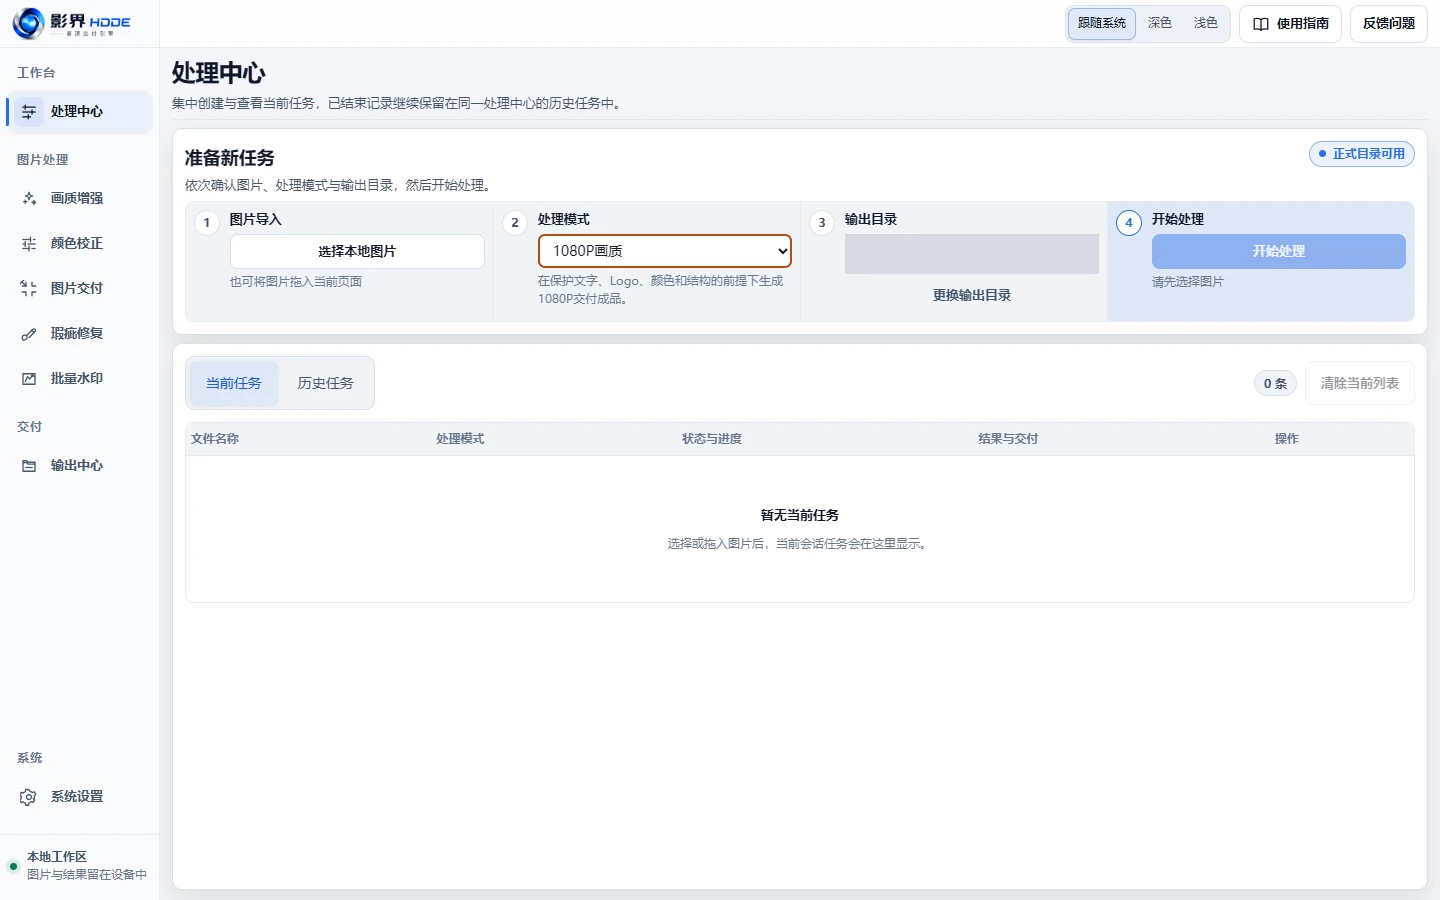 影界 HDDE
高清交付引擎
跟随系统
深色
浅色
使用指南
反馈问题
工作台
处理中心
图片处理
画质增强
颜色校正
图片交付
瑕疵修复
批量水印
交付
输出中心
系统
系统设置
本地工作区
图片与结果留在设备中
处理中心
集中创建与查看当前任务，已结束记录继续保留在同一处理中心的历史任务中。
准备新任务
正式目录可用
依次确认图片、处理模式与输出目录，然后开始处理。
1
图片导入
选择本地图片
也可将图片拖入当前页面
2
处理模式
1080P画质
在保护文字、Logo、颜色和结构的前提下生成
1080P交付成品。
3
输出目录
更换输出目录
4
开始处理
开始处理
请先选择图片
当前任务
历史任务
0 条
清除当前列表
文件名称
处理模式
状态与进度
结果与交付
操作
暂无当前任务
选择或拖入图片后，当前会话任务会在这里显示。